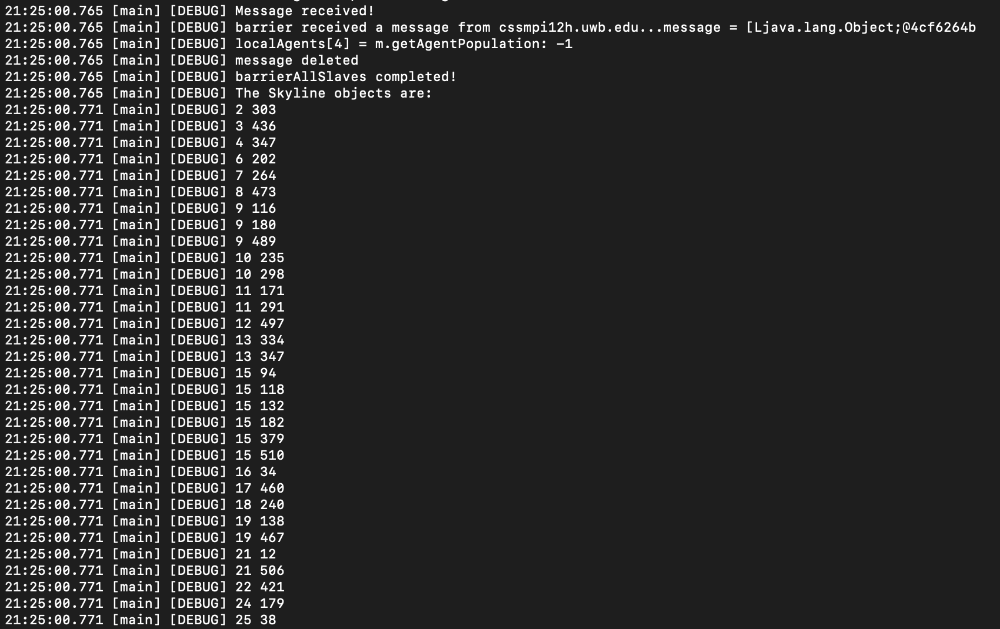 21:25:00.765 [main] [DEBUG] Message received!
21:25:00.765 [main] [DEBUG] barrier received a message from cssmpi12h.uwb.edu...message = [Ljava.lang.Object;@4cf6264b
21:25:00.765 [main] [DEBUG] localAgents[4] = m.getAgentPopulation: -1
21:25:00.765 [main] [DEBUG] message deleted
21:25:00.765 [main] [DEBUG] barrierAllSlaves completed!
21:25:00.765 [main] [DEBUG] The Skyline objects are:
21:25:00.771 [main] [DEBUG] 2 303
21:25:00.771 [main] [DEBUG] 3 436
21:25:00.771 [main] [DEBUG] 4 347
21:25:00.771 [main] [DEBUG] 6 202
21:25:00.771 [main] [DEBUG] 7 264
21:25:00.771 [main] [DEBUG] 8 473
21:25:00.771 [main] [DEBUG] 9 116
21:25:00.771 [main] [DEBUG] 9 180
21:25:00.771 [main] [DEBUG] 9 489
21:25:00.771 [main] [DEBUG] 10 235
21:25:00.771 [main] [DEBUG] 10 298
21:25:00.771 [main] [DEBUG] 11 171
21:25:00.771 [main] [DEBUG] 11 291
21:25:00.771 [main] [DEBUG] 12 497
21:25:00.771 [main] [DEBUG] 13 334
21:25:00.771 [main] [DEBUG] 13 347
21:25:00.771 [main] [DEBUG] 15 94
21:25:00.771 [main] [DEBUG] 15 118
21:25:00.771 [main] [DEBUG] 15 132
21:25:00.771 [main] [DEBUG] 15 182
21:25:00.771 [main] [DEBUG] 15 379
21:25:00.771 [main] [DEBUG] 15 510
21:25:00.771 [main] [DEBUG] 16 34
21:25:00.771 [main] [DEBUG] 17 460
21:25:00.771 [main] [DEBUG] 18 240
21:25:00.771 [main] [DEBUG] 19 138
21:25:00.771 [main] [DEBUG] 19 467
21:25:00.771 [main] [DEBUG] 21 12
21:25:00.771 [main] [DEBUG] 21 506
21:25:00.771 [main] [DEBUG] 22 421
21:25:00.771 [main] [DEBUG] 24 179
21:25:00.771 [main] [DEBUG] 25 38